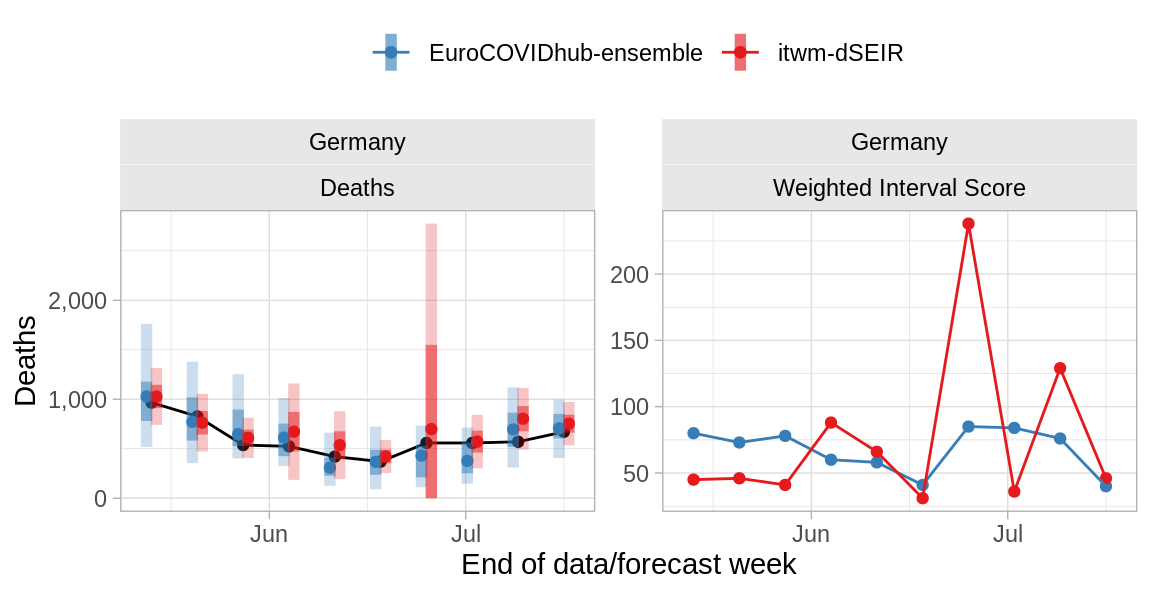 EuroCOVIDhub-ensemble
itwm-dSEIR
Germany
Germany
Deaths
Weighted Interval Score
Deaths
2,000
1,000
0
200
150
100
50
Jun
Jul
Jun
Jul
End of data/forecast week